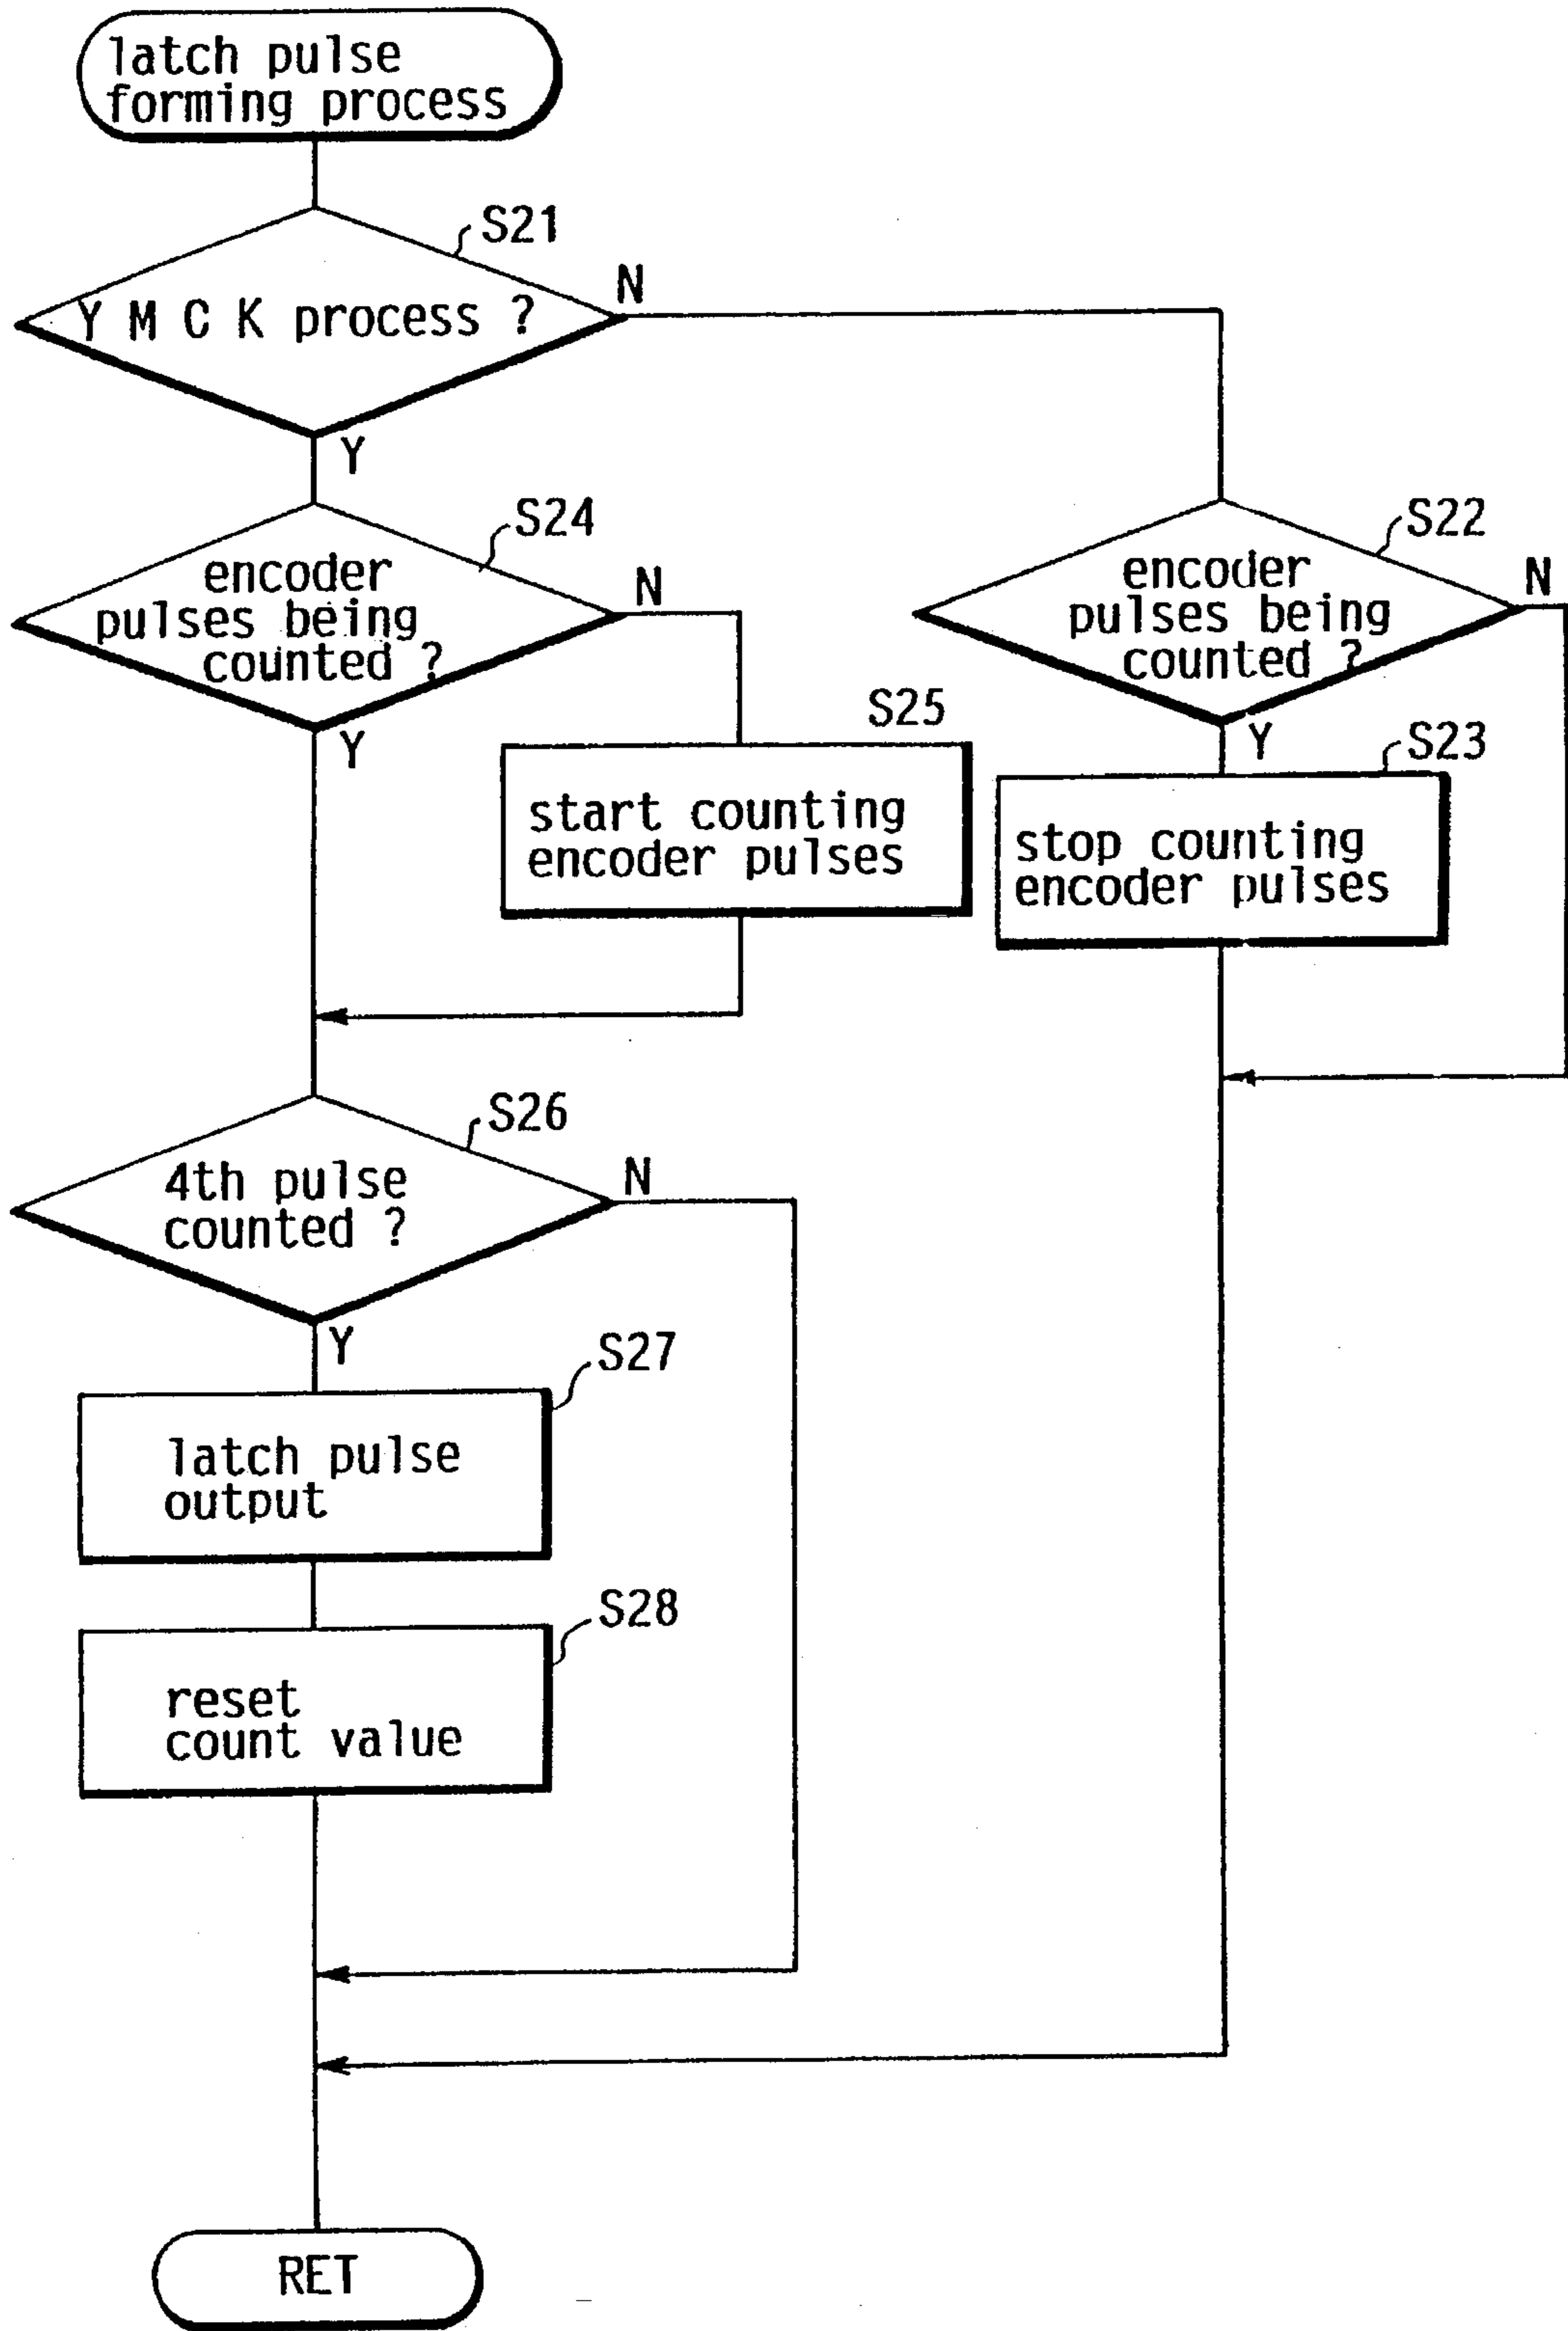 latch pulse
forming process
S21
Y M C K process ?
N
Y
S24
encoder
pulses being
counted ?
N
Y
S22
encoder
pulses being
counted ?
N
Y
S25
start counting
encoder pulses
S23
stop counting
encoder pulses
S26
4th pulse
counted ?
N
Y
S27
latch pulse
output
S28
reset
count value
RET